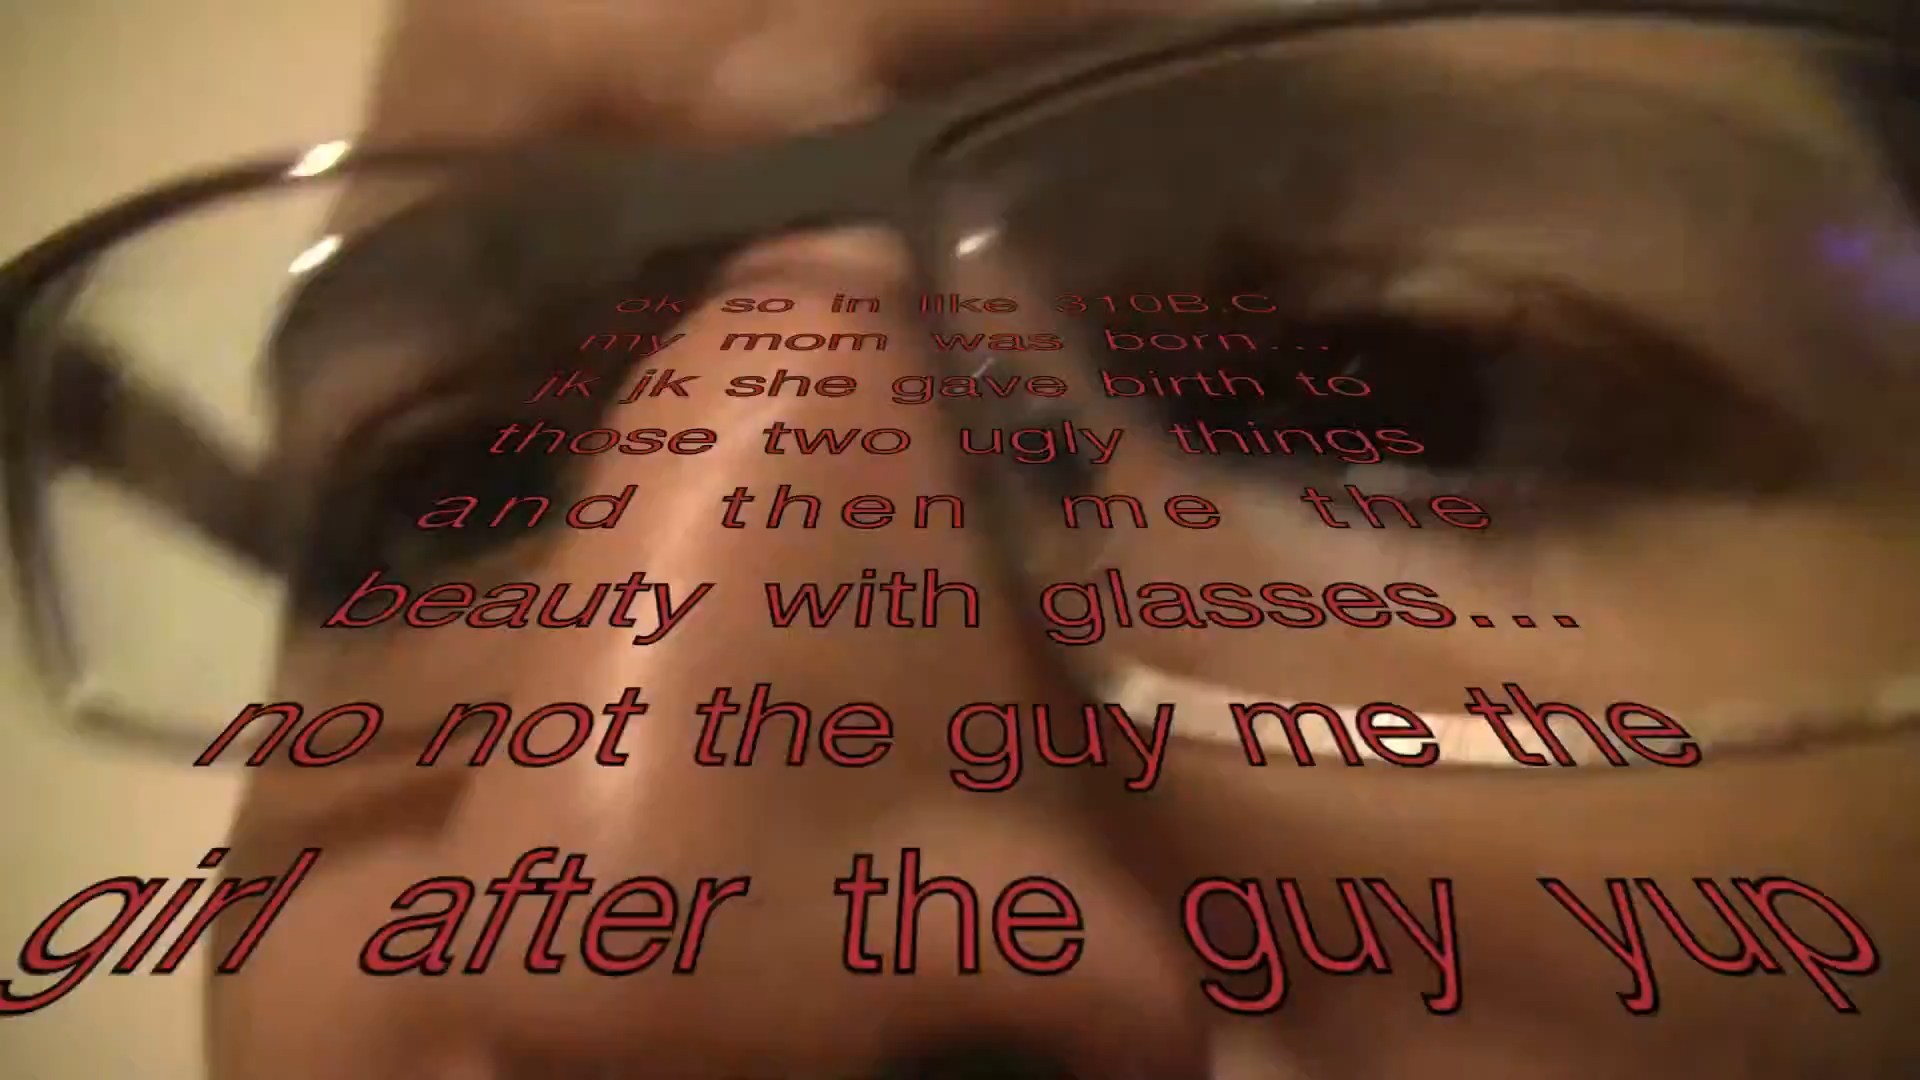 ok so in like 310B.C
my mom was born...
jk jk she gave birth to
those two ugly things
and then me the
beauty with glasses...
no not the guy me the
girl after the guy yup